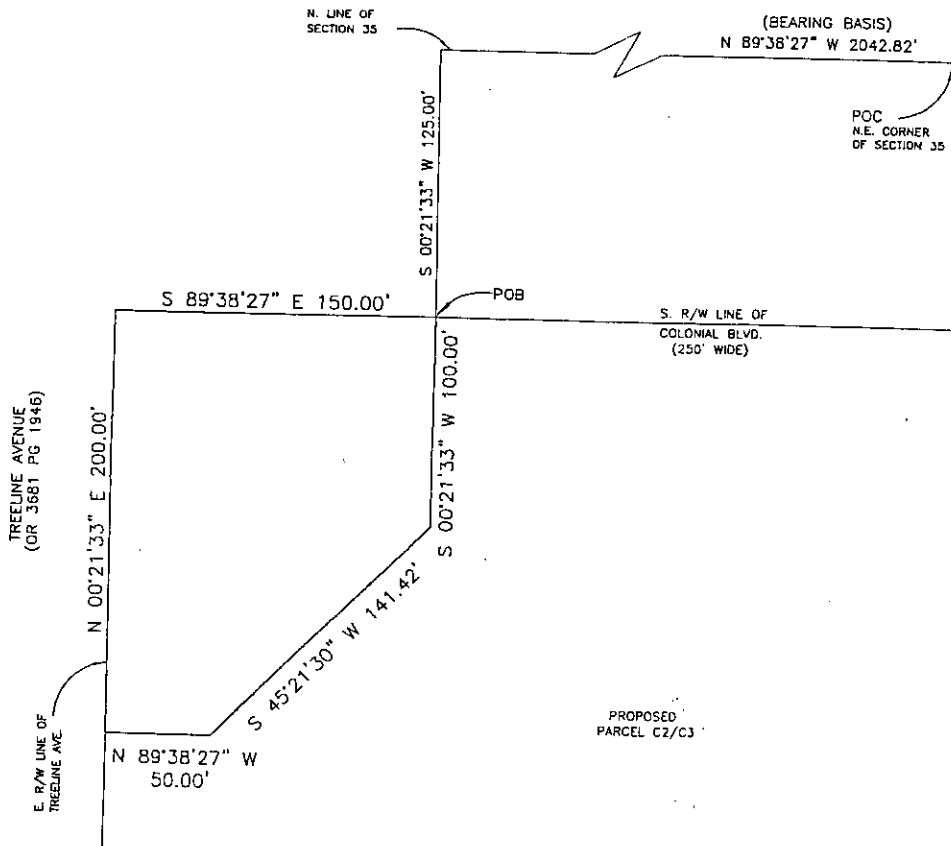 N. LINE OF
SECTION 35
(BEARING BASIS)
N 89°38'27" W 2042.82'
POC
N.E. CORNER
OF SECTION 35
S 00°21'33" W 125.00'
S 89°38'27" E 150.00'
POB
S. R/W LINE OF
COLONIAL BLVD.
(250' WIDE)
TREELINE AVENUE
(OR 3681 PG 1946)
N 00°21'33" E 200.00'
S 00°21'33" W 100.00'
S 45°21'30" W 141.42'
E. R/W LINE OF
TREELINE AVE.
N 89°38'27" W
50.00'
PROPOSED
PARCEL C2/C3